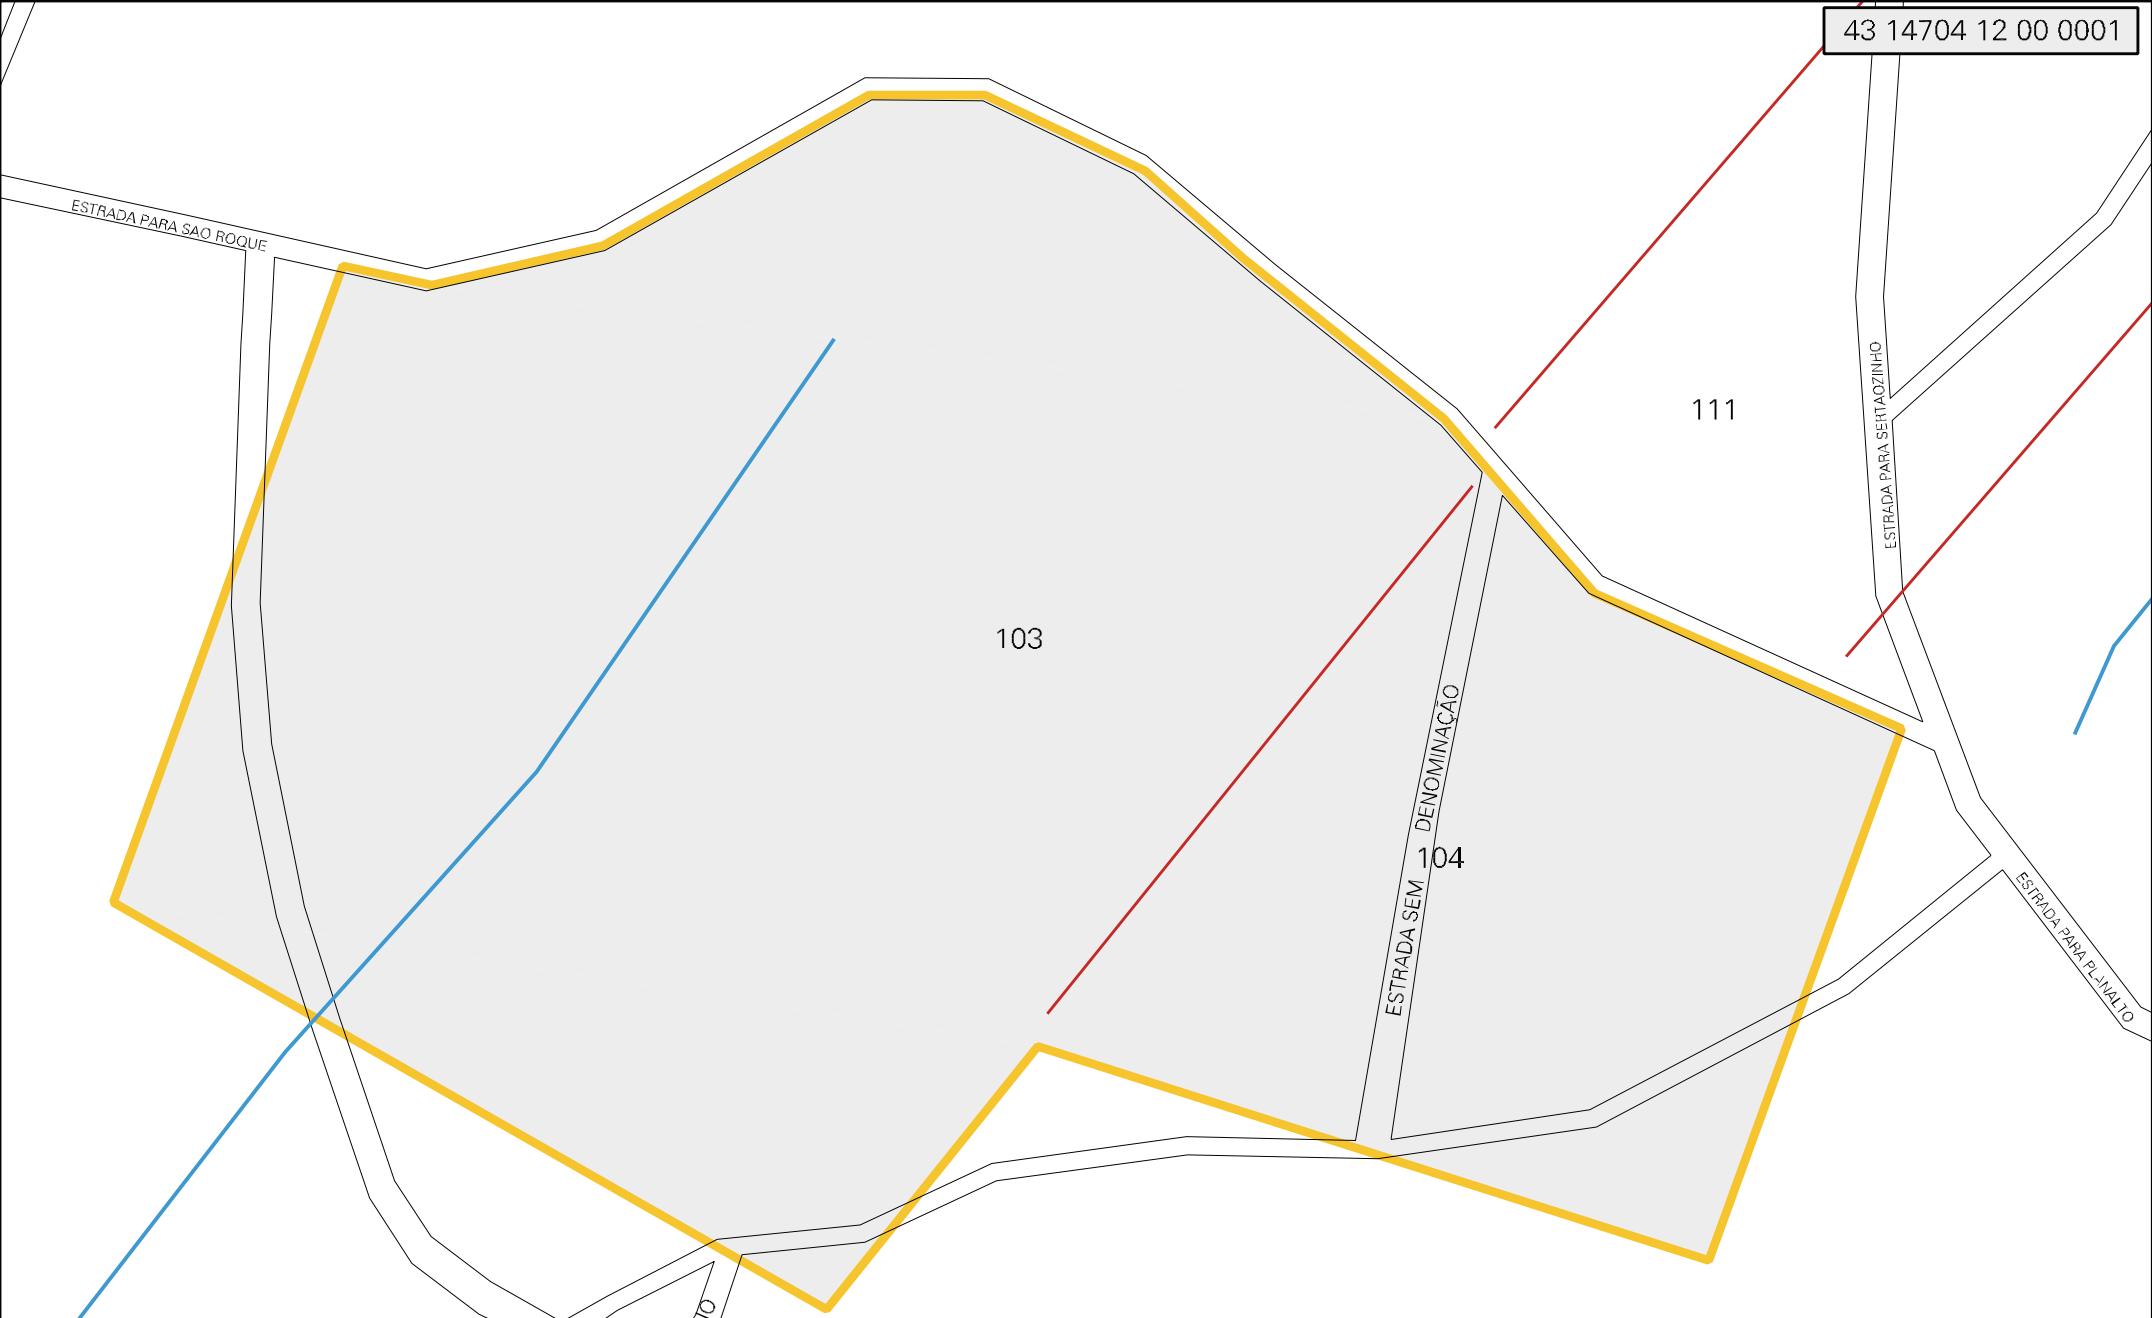 43 14704 12 00 0001
ESTRADA PARA SAO ROQUE
ESTRADA PARA SERTAOZINHO
111
103
ESTRADA SEM DENOMINAÇÃO
104
ESTRADA PARA PLANALTO